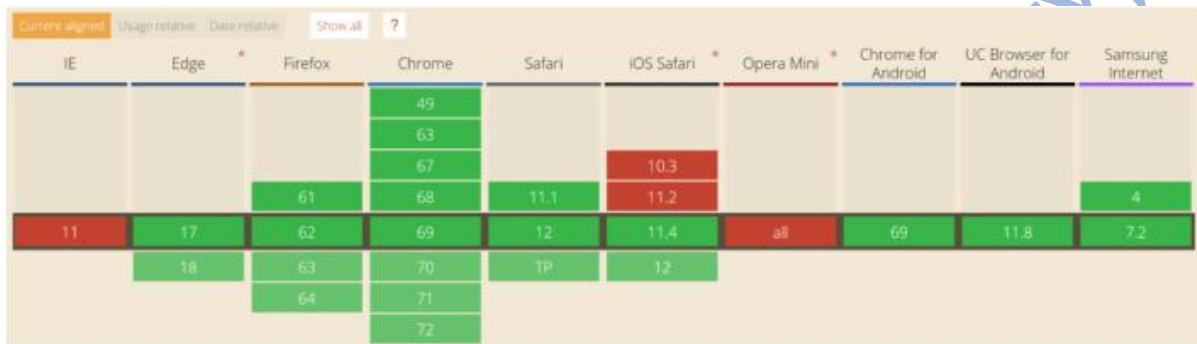 Current aligned Usage relative Date relative Show all ?
IE Edge * Firefox Chrome Safari iOS Safari * Opera Mini * Chrome for Android UC Browser for Android Samsung Internet
49
63
67 10.3
61 68 11.1 11.2 4
11 17 62 69 12 11.4 all 69 11.8 7.2
18 63 70 TP 12
64 71
72